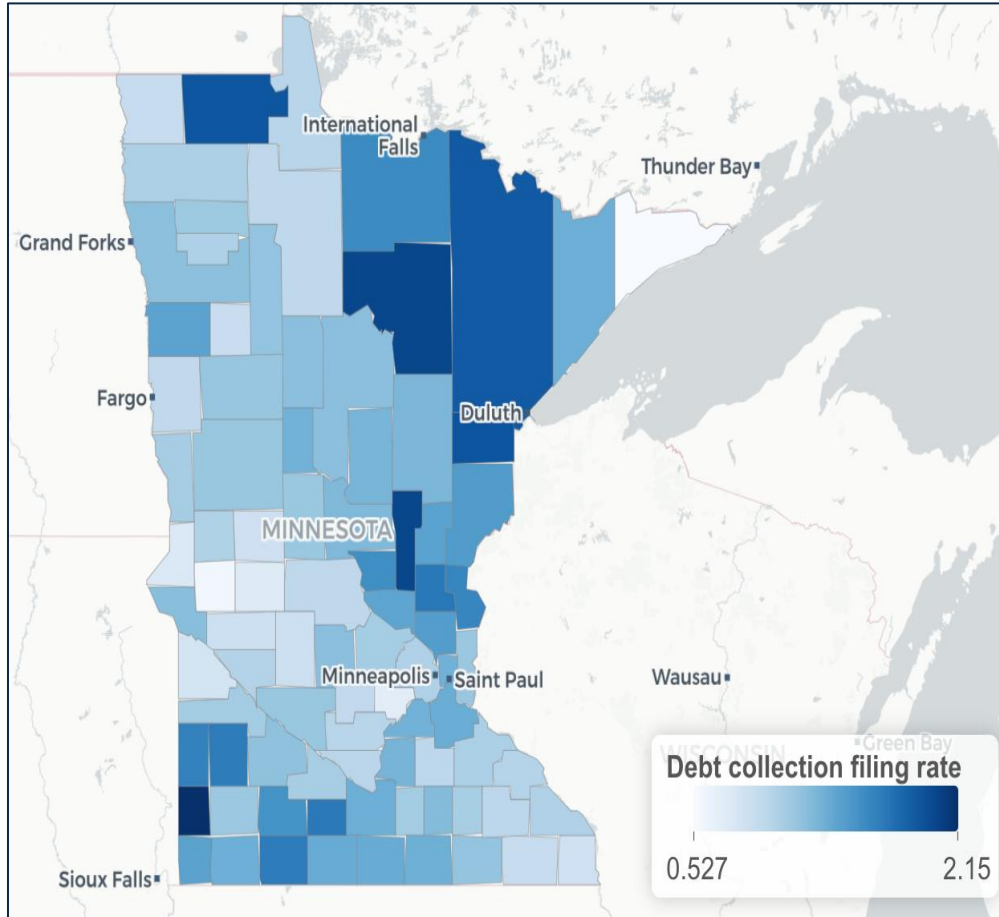 International
Falls
Thunder Bay
Grand Forks
Fargo
Duluth
MINNESOTA
Minneapolis
Saint Paul
Wausau
WISCONSIN
Green Bay
Debt collection filing rate
0.527
2.15
Sioux Falls